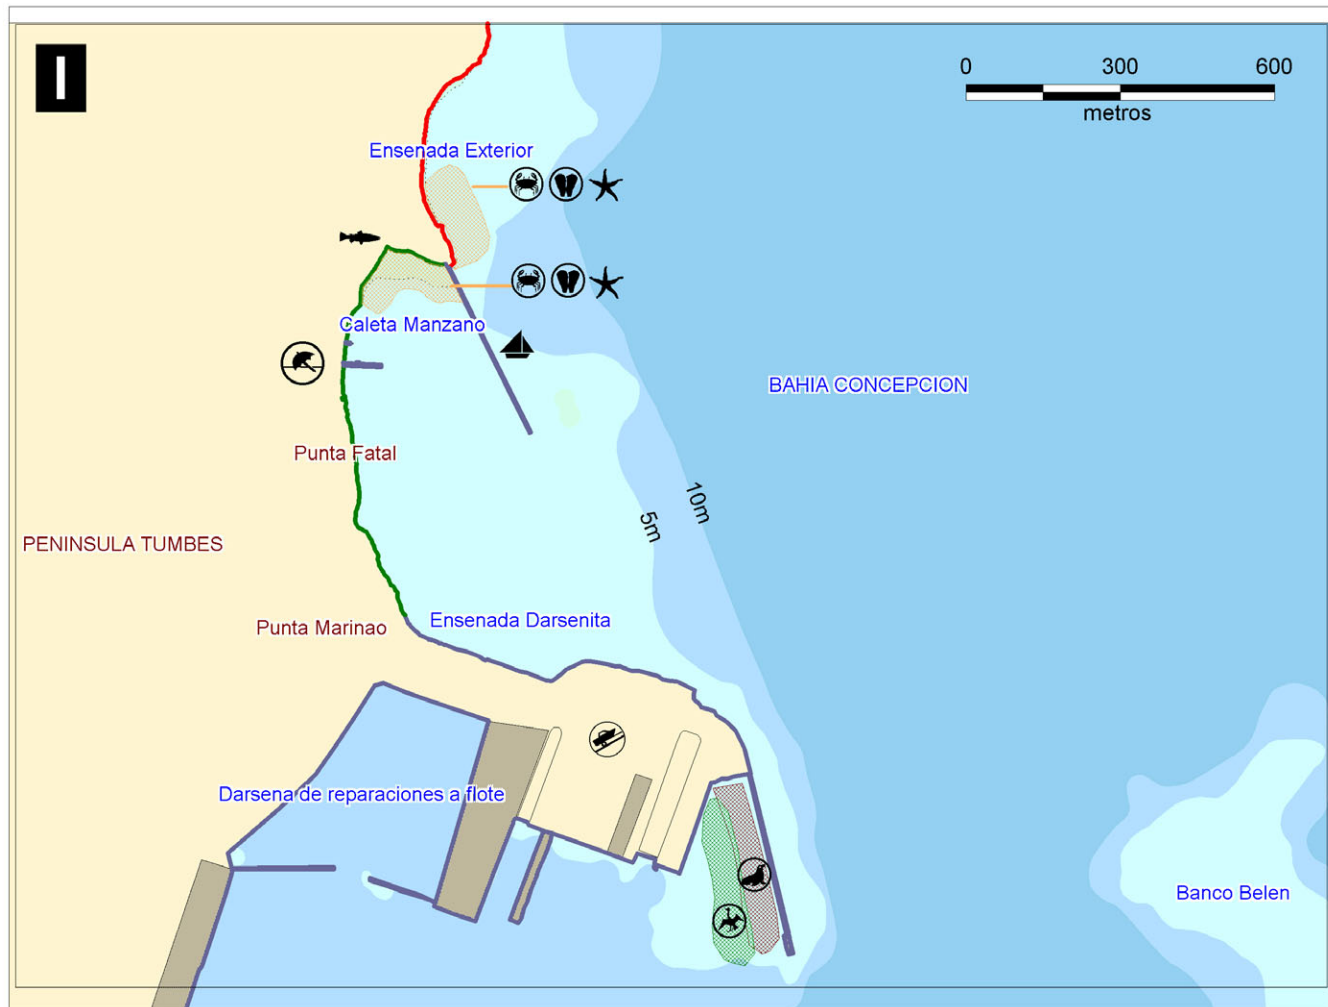 I
0 300 600
metros
Ensenada Exterior
Caleta Manzano
BAHIA CONCEPCION
Punta Fatal
10m
5m
PENINSULA TUMBES
Ensenada Darsenita
Punta Marinao
Darsena de reparaciones a flote
Banco Belen